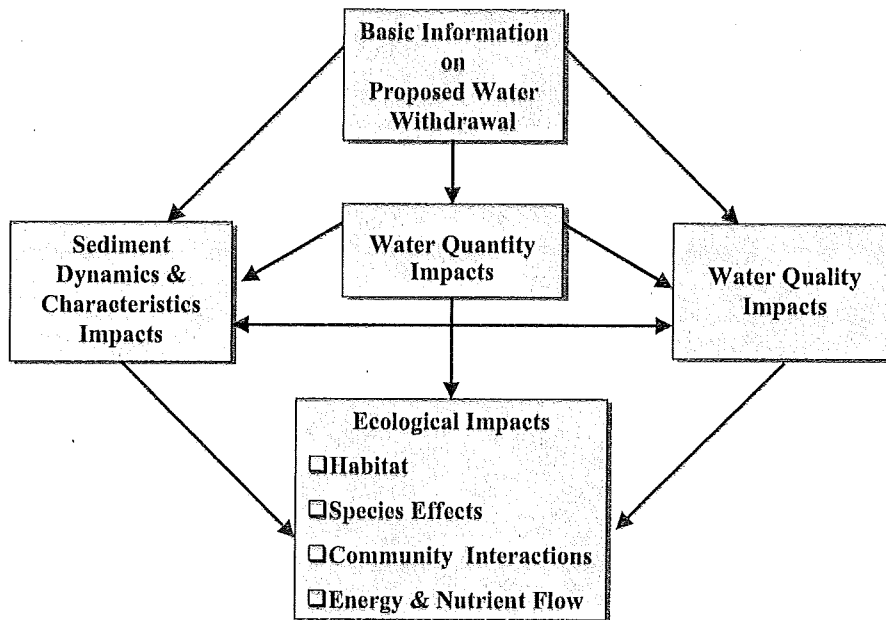 Basic Information
on
Proposed Water
Withdrawal
Sediment
Dynamics &
Characteristics
Impacts
Water Quantity
Impacts
Water Quality
Impacts
Ecological Impacts
❑Habitat
❑Species Effects
❑Community Interactions
❑Energy & Nutrient Flow